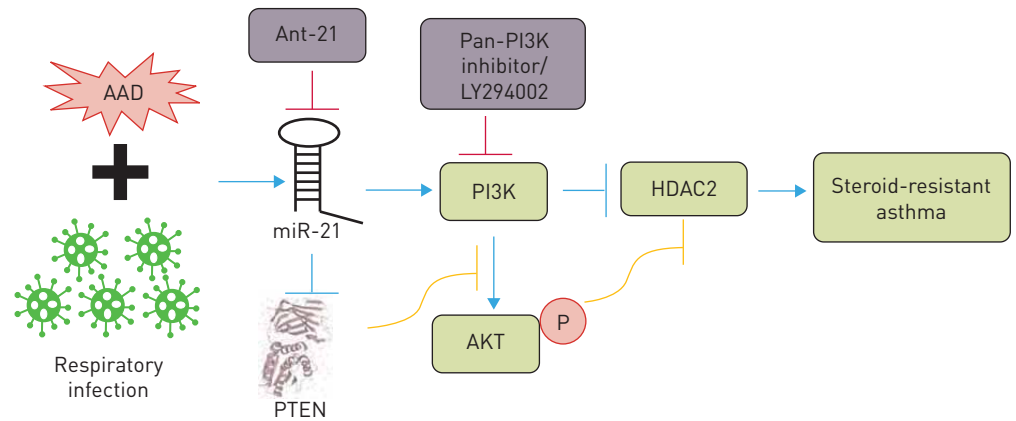 Ant-21
Pan-PI3K
inhibitor/
LY294002
AAD
miR-21
PI3K
HDAC2
Steroid-resistant
asthma
Respiratory
infection
PTEN
AKT
P